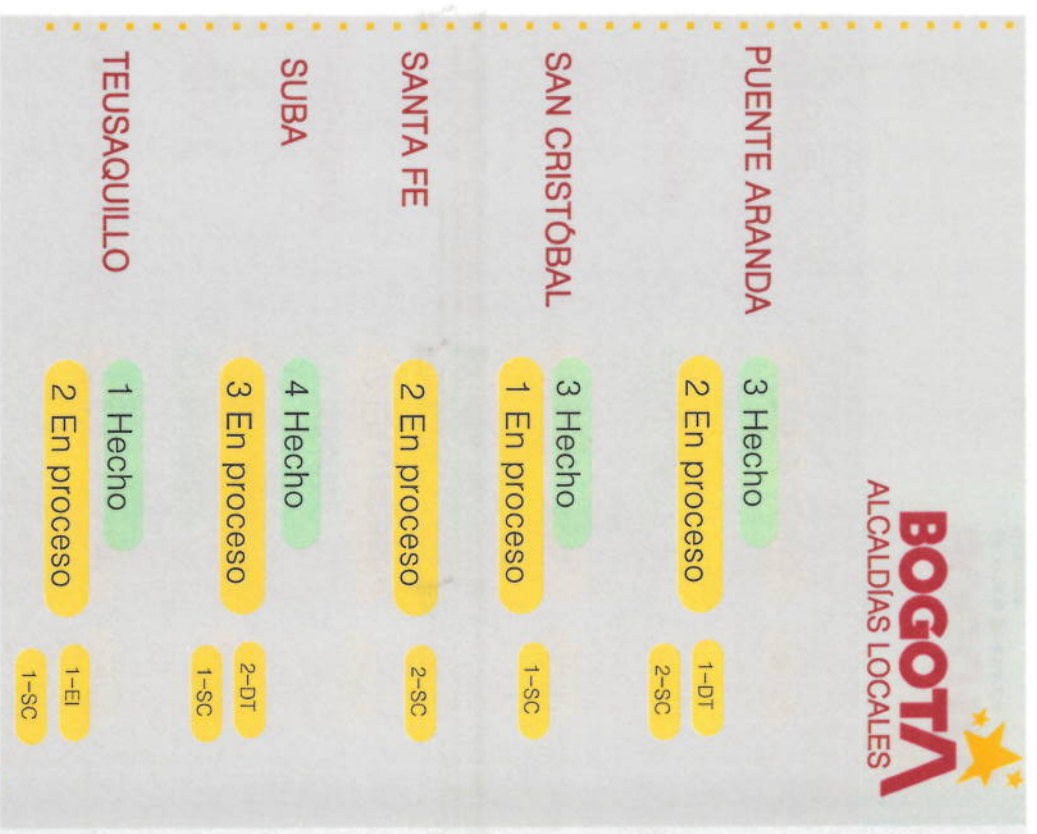 BOGOTÁ
ALCALDÍAS LOCALES
PUENTE ARANDA
3 Hecho
2 En proceso
1-DT
2-SC
SAN CRISTÓBAL
3 Hecho
1 En proceso
1-SC
SANTA FE
2 En proceso
2-SC
SUBA
4 Hecho
3 En proceso
2-DT
1-SC
TEUSAQUILLO
1 Hecho
2 En proceso
1-EI
1-SC